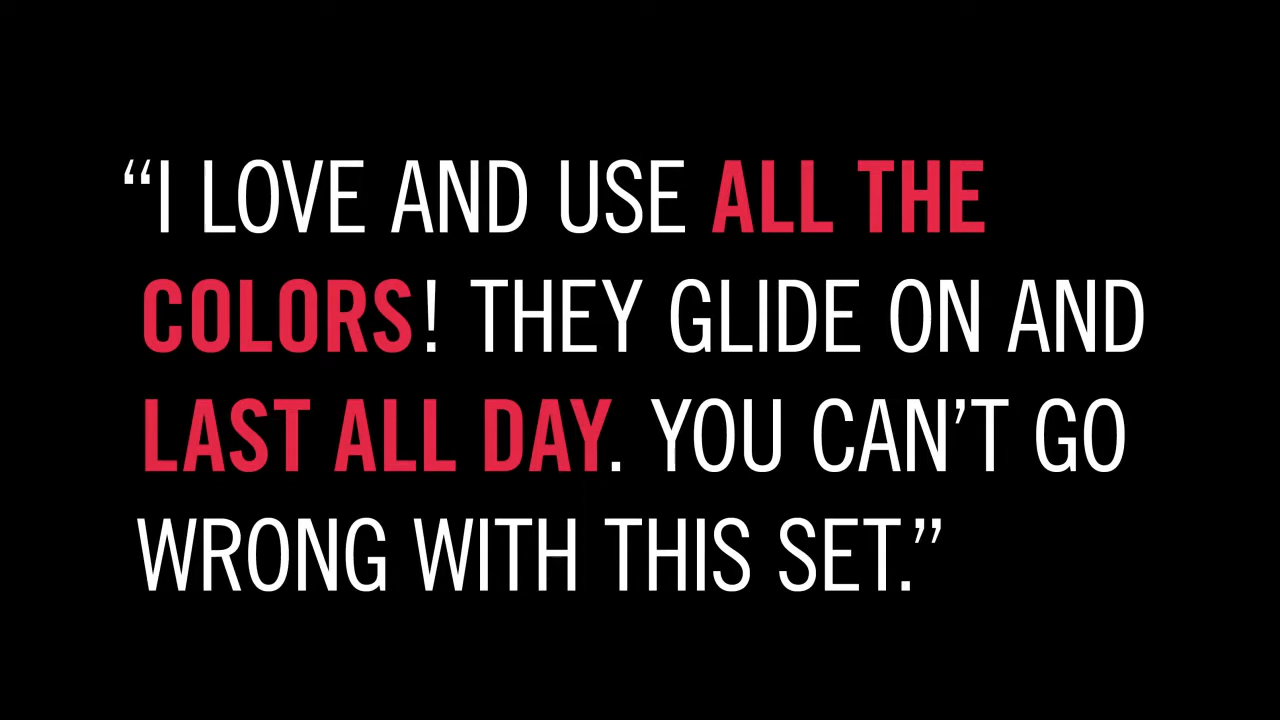 “I LOVE AND USE ALL THE
COLORS! THEY GLIDE ON AND
LAST ALL DAY. YOU CAN’T GO
WRONG WITH THIS SET.”